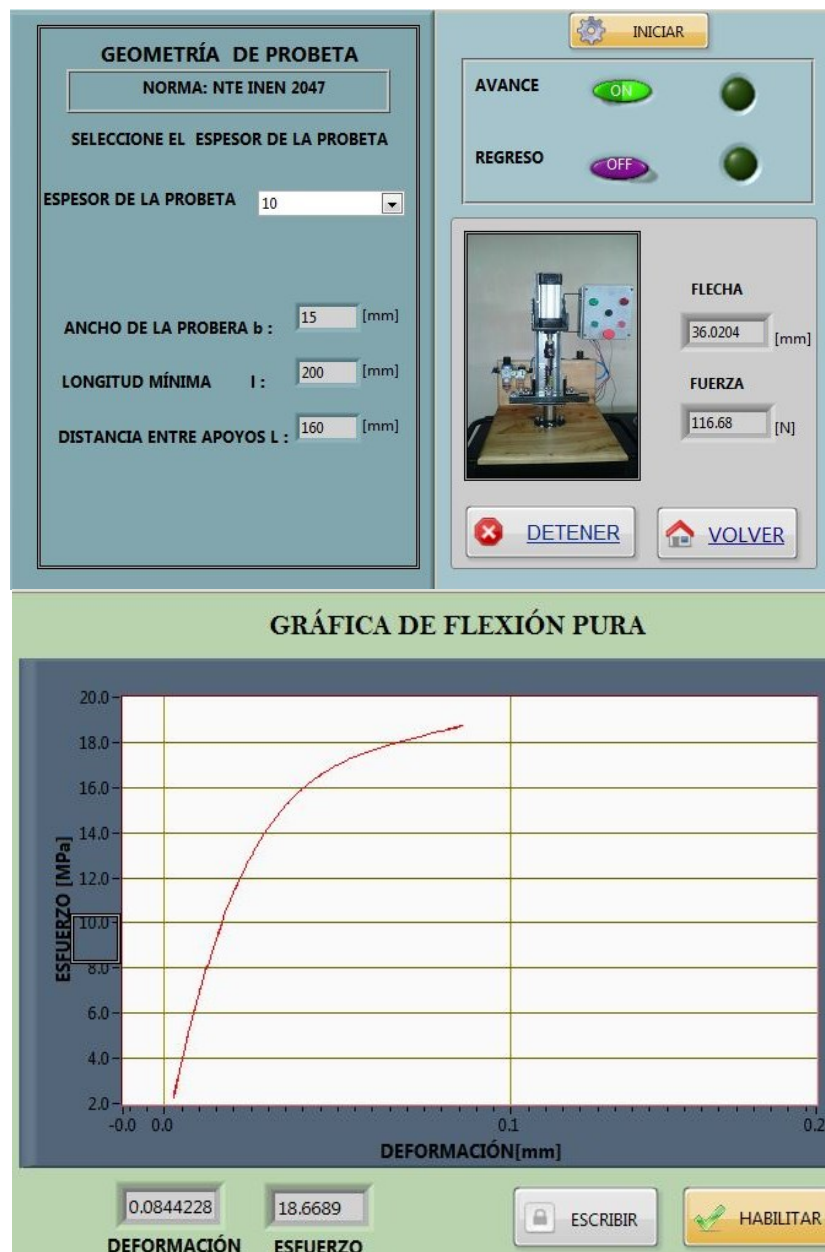 GEOMETRÍA DE PROBETA
NORMA: NTE INEN 2047
SELECCIONE EL ESPESOR DE LA PROBETA
ESPESOR DE LA PROBETA 10
ANCHO DE LA PROBERA b : 15 [mm]
LONGITUD MÍNIMA l : 200 [mm]
DISTANCIA ENTRE APOYOS L : 160 [mm]
INICIAR
AVANCE ON
REGRESO OFF
FLECHA
36.0204 [mm]
FUERZA
116.68 [N]
DETENER VOLVER
GRÁFICA DE FLEXIÓN PURA
ESFUERZO [MPa]
20.0
18.0
16.0
14.0
12.0
10.0
8.0
6.0
4.0
2.0
-0.0 0.0 0.1 0.2
DEFORMACIÓN[mm]
0.0844228 18.6689 ESCRIBIR HABILITAR
DEFORMACIÓN ESFUERZO